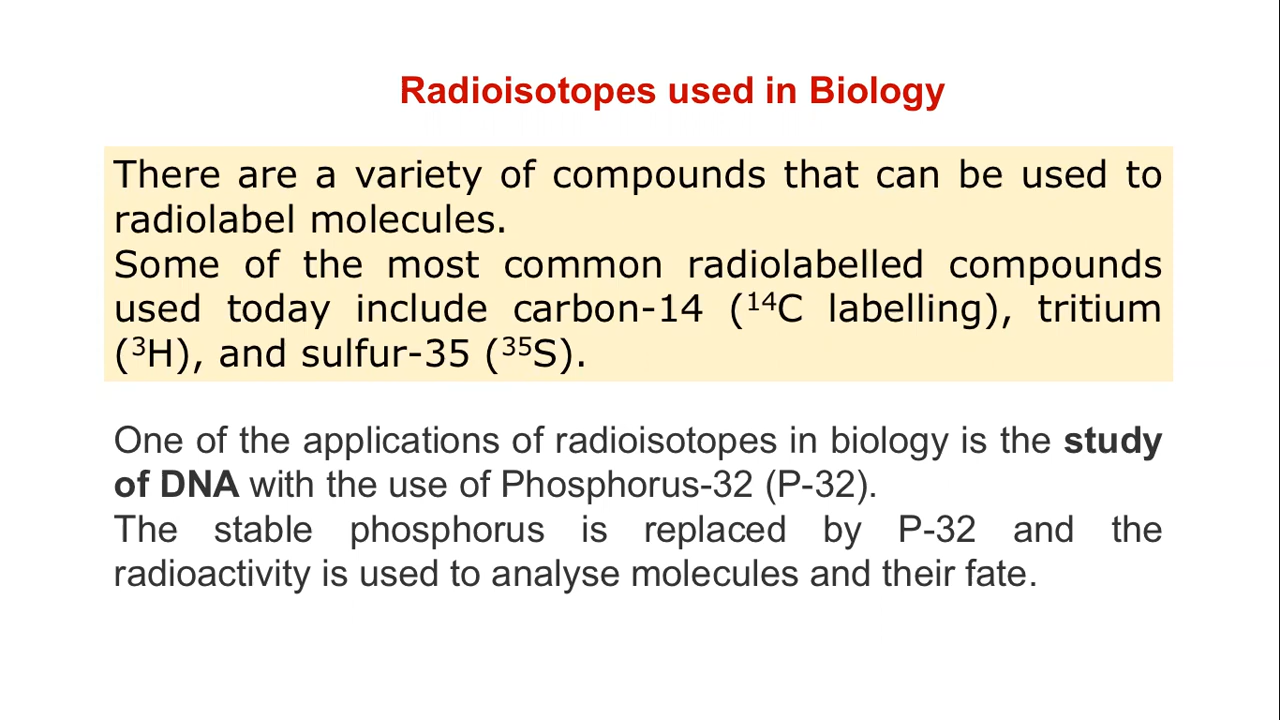 Radioisotopes used in Biology
There are a variety of compounds that can be used to
radiolabel molecules.
Some of the most common radiolabelled compounds
used today include carbon-14 (¹⁴C labelling), tritium
(³H), and sulfur-35 (³⁵S).
One of the applications of radioisotopes in biology is the study
of DNA with the use of Phosphorus-32 (P-32).
The stable phosphorus is replaced by P-32 and the
radioactivity is used to analyse molecules and their fate.